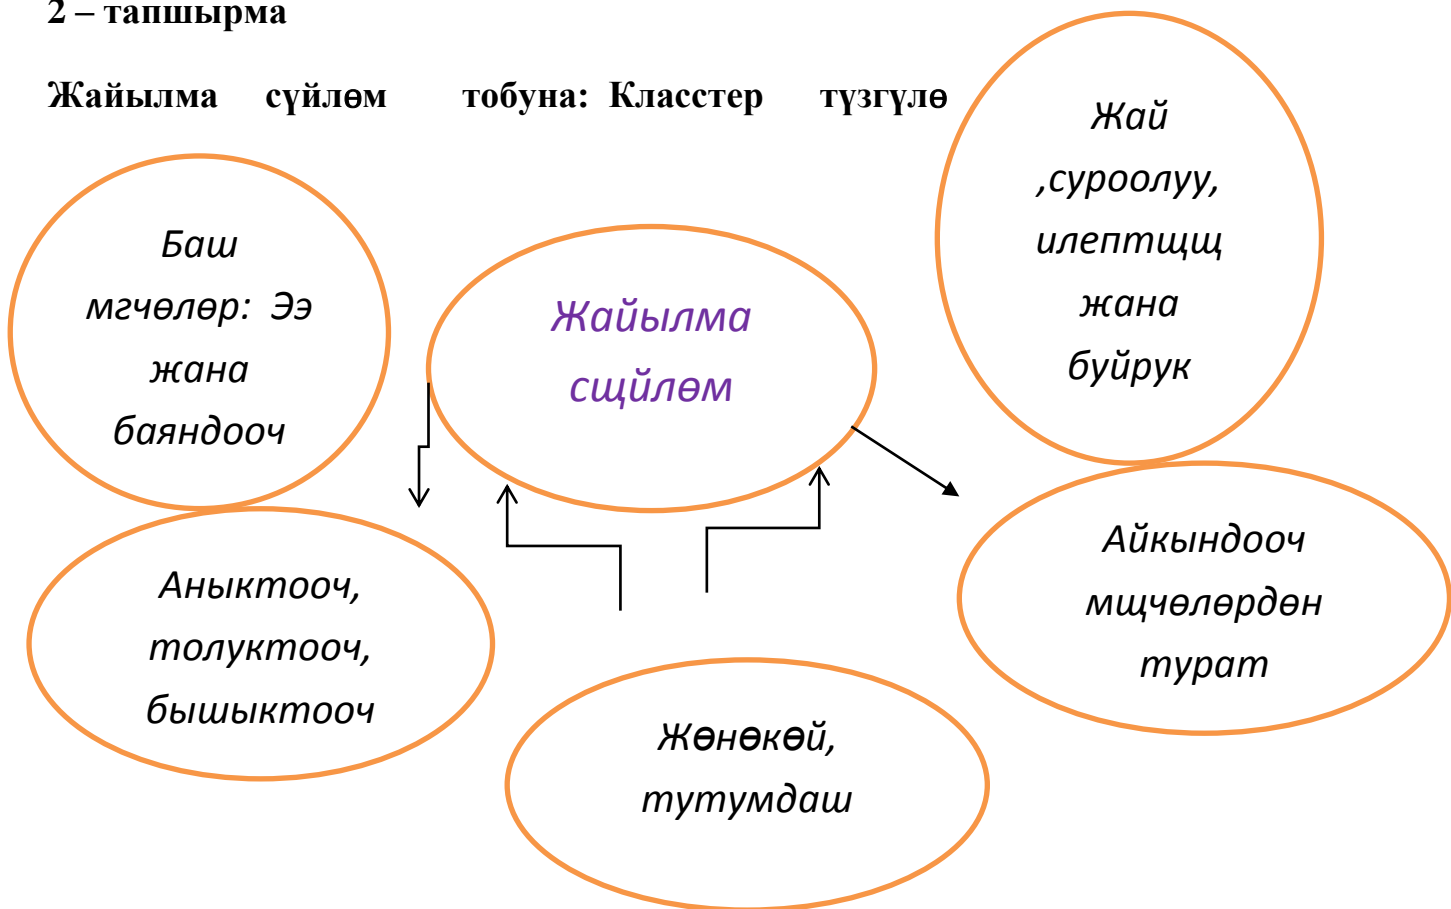 2 – тапшырма
Жайылма сүйлөм тобуна: Класстер түзгүлө
Баш
мгчөлөр: Ээ
жана
баяндооч
Жайылма
сщйлөм
Жай
,суроолуу,
илептщщ
жана
буйрук
Аныктооч,
толуктооч,
бышыктооч
Жөнөкөй,
тутумдаш
Айкындооч
мщчөлөрдөн
турат